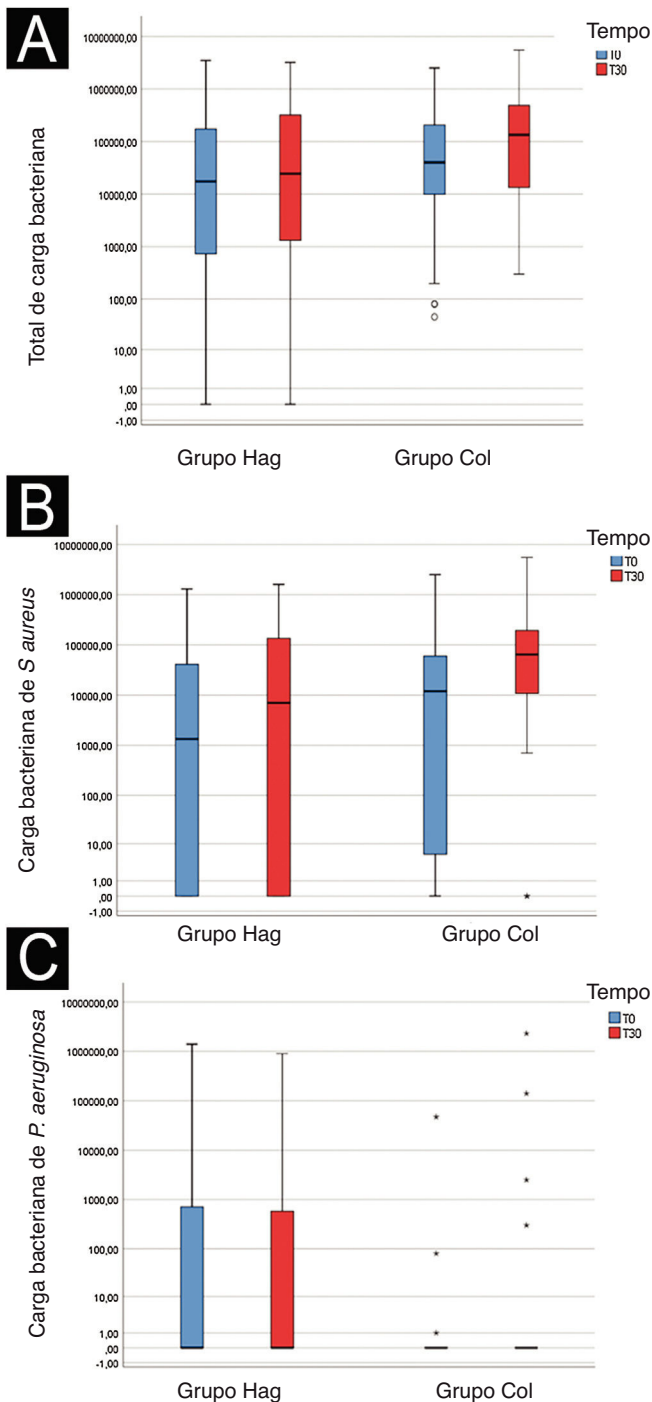 A
Tempo
T0
T30
Total de carga bacteriana
10000000,00
1000000,00
100000,00
10000,00
1000,00
100,00
10,00
1,00
,00
-1,00
Grupo Hag
Grupo Col
B
Tempo
T0
T30
Carga bacteriana de S aureus
10000000,00
1000000,00
100000,00
10000,00
1000,00
100,00
10,00
1,00
,00
-1,00
Grupo Hag
Grupo Col
C
Tempo
T0
T30
Carga bacteriana de P. aeruginosa
10000000,00
1000000,00
100000,00
10000,00
1000,00
100,00
10,00
1,00
,00
-1,00
Grupo Hag
Grupo Col